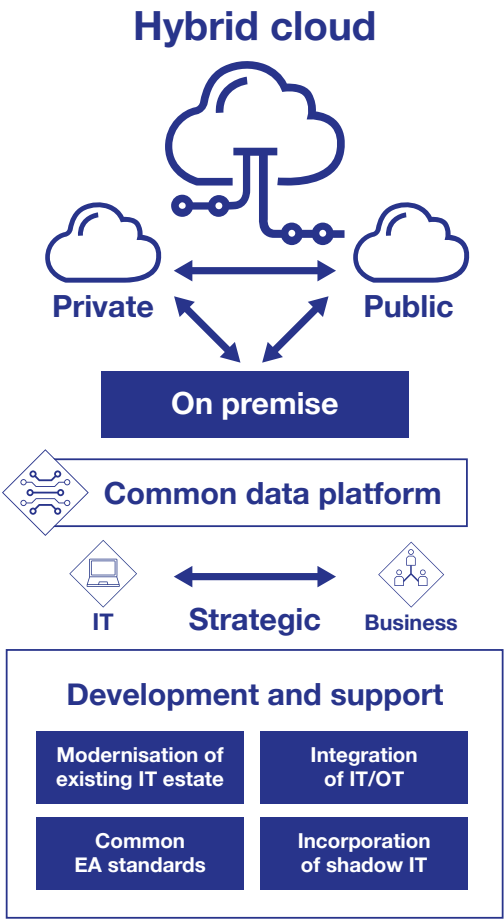 Hybrid cloud
Private
Public
On premise
Common data platform
IT
Strategic
Business
Development and support
Modernisation of
existing IT estate
Integration
of IT/OT
Common
EA standards
Incorporation
of shadow IT